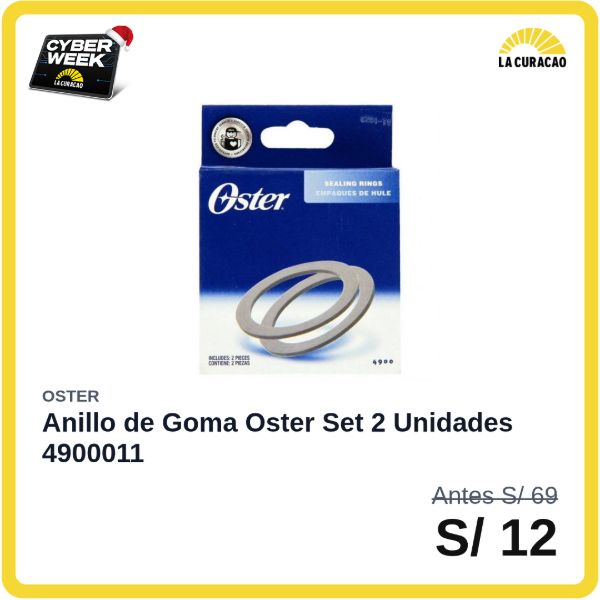 CYBER
WEEK
LA CURACAO
LA CURACAO
Oster
SEALING RINGS
EMPAQUES DE HULE
INCLUDES: 2 PIECES
CONTIENE: 2 PIEZAS
4900
OSTER
Anillo de Goma Oster Set 2 Unidades
4900011
Antes S/ 69
S/ 12